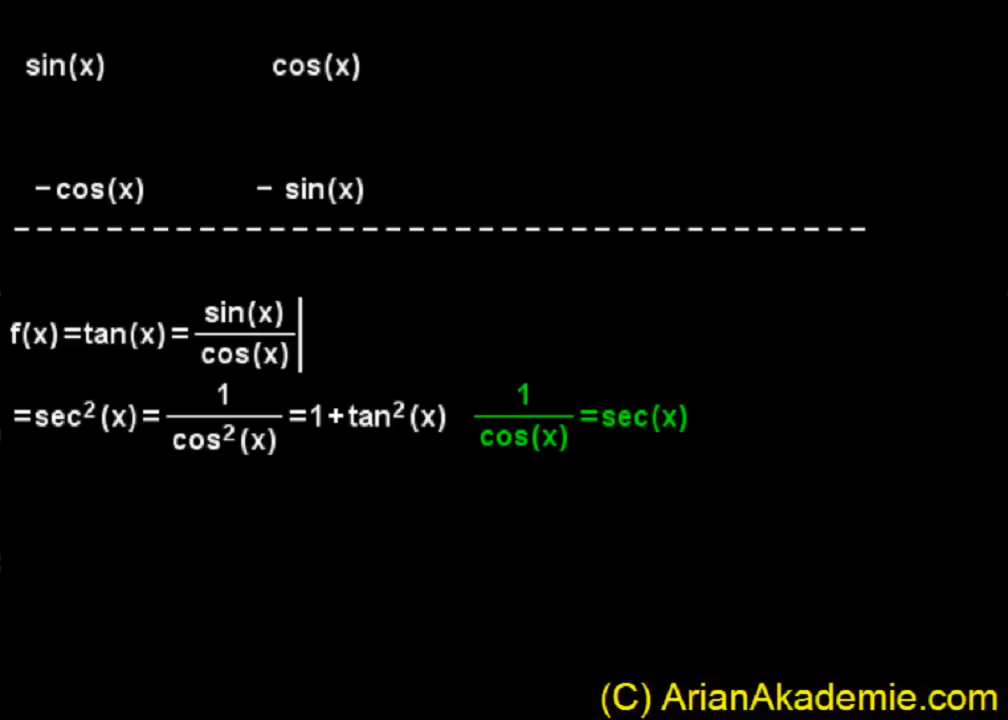 sin(x) cos(x)
-cos(x) - sin(x)
f(x)=tan(x)=sin(x)/cos(x)|
=sec²(x)=1/cos²(x)=1+tan²(x) 1/cos(x)=sec(x)
(C) ArianAkademie.com